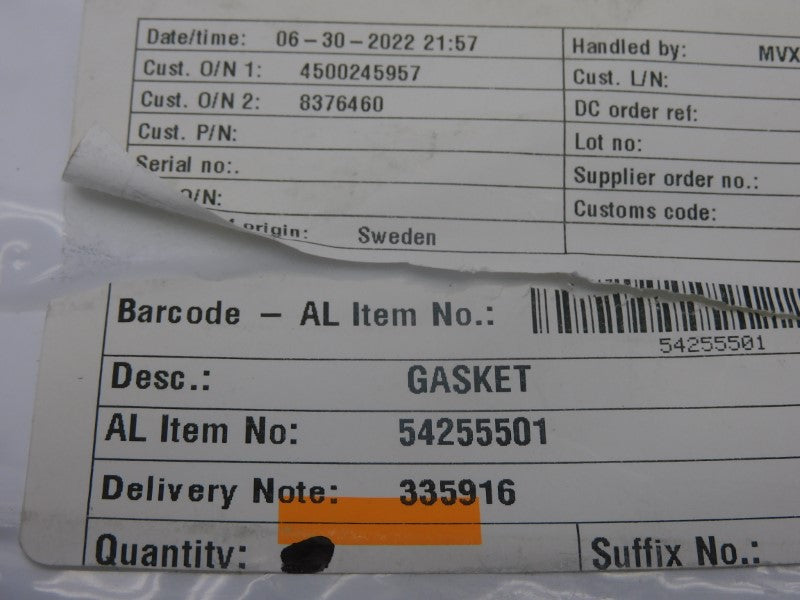 Date/time: 06-30-2022 21:57 Handled by: MVX
Cust. O/N 1: 4500245957 Cust. L/N:
Cust. O/N 2: 8376460 DC order ref:
Cust. P/N: Lot no:
Serial no:. Supplier order no.:
O/N: Customs code:
origin: Sweden
Barcode - AL Item No.:
54255501
Desc.: GASKET
AL Item No: 54255501
Delivery Note: 335916
Quantity: Suffix No.: